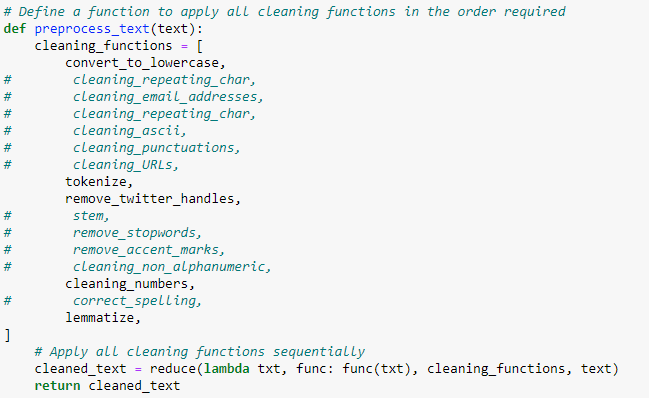 # Define a function to apply all cleaning functions in the order required
def preprocess_text(text):
    cleaning_functions = [
        convert_to_lowercase,
#        cleaning_repeating_char,
#        cleaning_email_addresses,
#        cleaning_repeating_char,
#        cleaning_ascii,
#        cleaning_punctuations,
#        cleaning_URLs,
        tokenize,
        remove_twitter_handles,
#        stem,
#        remove_stopwords,
#        remove_accent_marks,
#        cleaning_non_alphanumeric,
        cleaning_numbers,
#        correct_spelling,
        lemmatize,
]
    # Apply all cleaning functions sequentially
    cleaned_text = reduce(lambda txt, func: func(txt), cleaning_functions, text)
    return cleaned_text